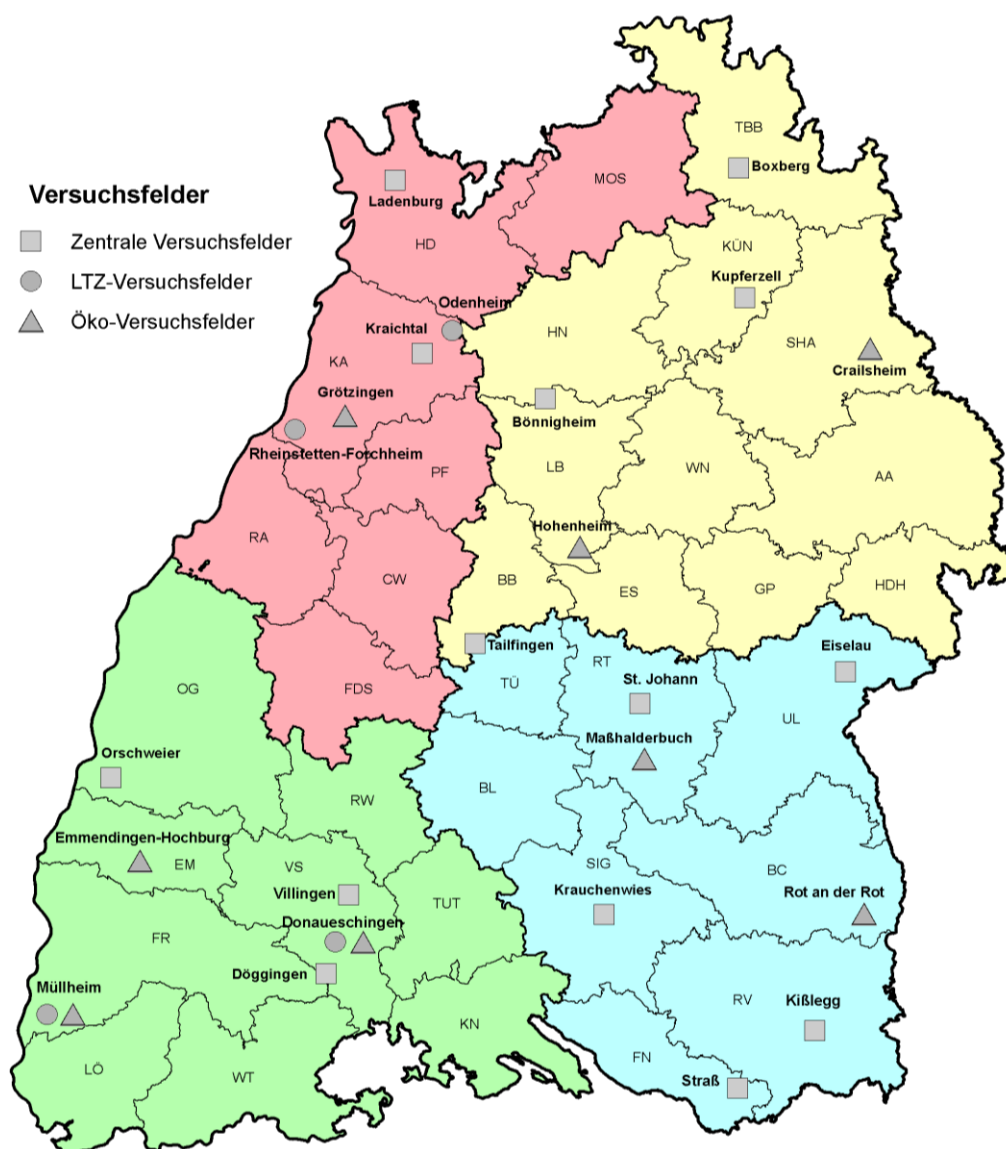 TBB
Boxberg
MOS
Versuchsfelder
Ladenburg
Zentrale Versuchsfelder
HD
KÜN
Kupferzell
LTZ-Versuchsfelder
Odenheim
Öko-Versuchsfelder
Kraichtal
HN
SHA
KA
Crailsheim
Grötzingen
Bönnigheim
Rheinstetten-Forchheim
PF
LB
WN
AA
Hohenheim
RA
CW
BB
ES
GP
HDH
Tailfingen
RT
Eiselau
St. Johann
TÜ
OG
FDS
UL
Maßhalderbuch
Orschweier
RW
BL
Emmendingen-Hochburg
EM
VS
SIG
BC
Villingen
Krauchenwies
Rot an der Rot
TUT
Donaueschingen
FR
Döggingen
Müllheim
RV
Kißlegg
KN
FN
LÖ
WT
Straß